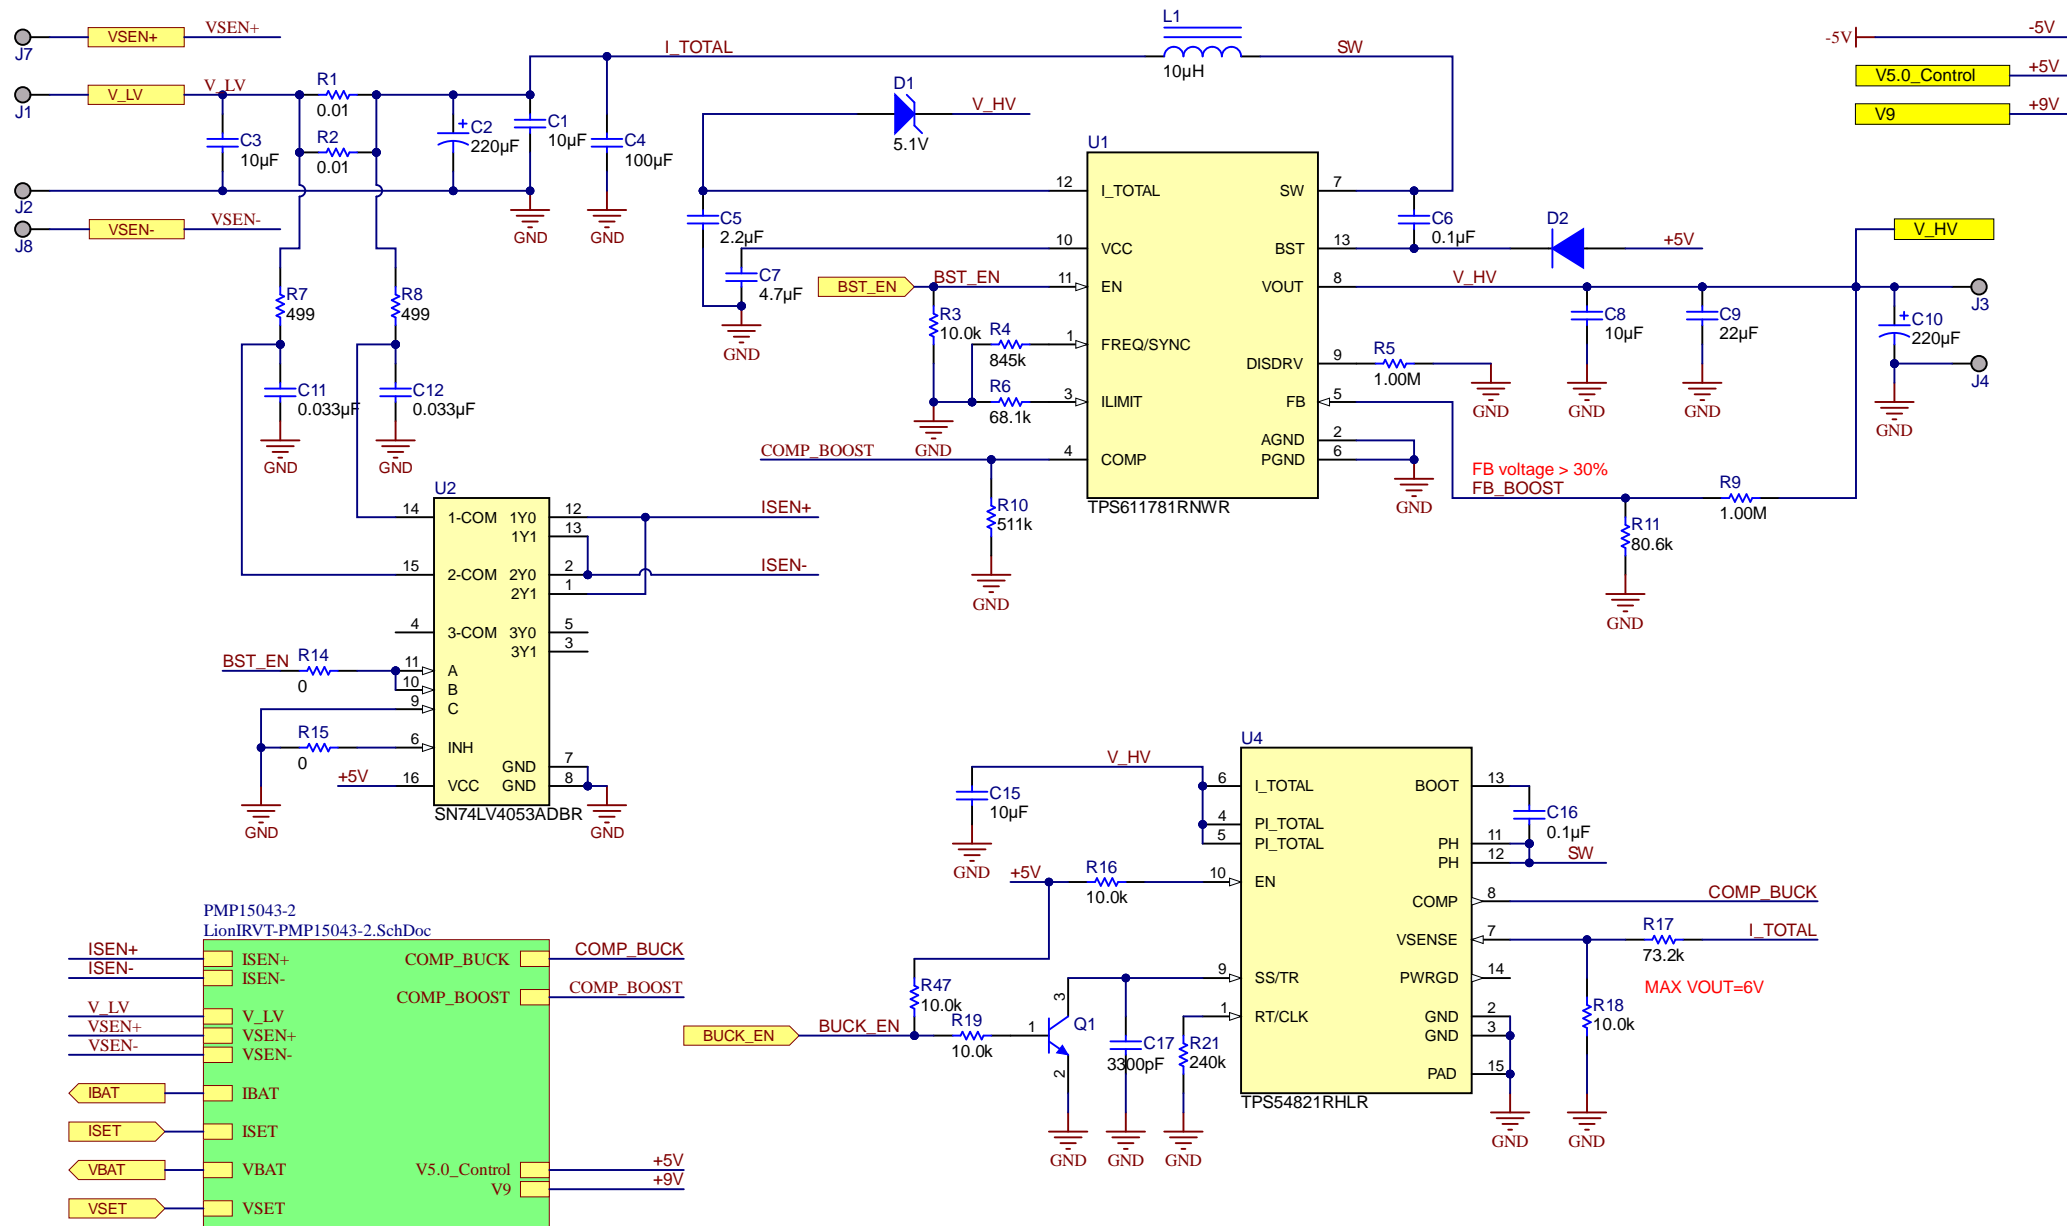 J7
VSEN+
VSEN+
J1
V_LV
V_LV
J2
J8
VSEN-
VSEN-
R1
0.01
R2
0.01
C3
10µF
C2
220µF
C1
10µF
C4
100µF
GND
GND
I_TOTAL
L1
10µH
SW
-5V
-5V
V5.0_Control
+5V
V9
+9V
D1
5.1V
V_HV
R7
499
R8
499
C11
0.033µF
C12
0.033µF
GND
GND
C5
2.2µF
C7
4.7µF
GND
BST_EN
BST_EN
R3
10.0k
R4
845k
R6
68.1k
GND
COMP_BOOST
R10
511k
GND
U1
12 I_TOTAL SW 7
10 VCC BST 13
11 EN VOUT 8
1 FREQ/SYNC
DISDRV 9
3 ILIMIT FB 5
AGND 2
4 COMP PGND 6
TPS611781RNWR
C6
0.1µF
D2
+5V
V_HV
V_HV
C8
10µF
C9
22µF
C10
220µF
J3
J4
R5
1.00M
GND
GND
GND
GND
GND
FB voltage > 30%
FB_BOOST
R9
1.00M
R11
80.6k
GND
U2
14 1-COM 1Y0 12
1Y1 13
15 2-COM 2Y0 2
2Y1 1
4 3-COM 3Y0 5
3Y1 3
11 A
10 B
9 C
6 INH
GND 7
16 VCC GND 8
SN74LV4053ADBR
ISEN+
ISEN-
BST_EN
R14
0
R15
0
+5V
GND
GND
U4
6 I_TOTAL BOOT 13
4 PI_TOTAL
5 PI_TOTAL PH 11
PH 12
10 EN
COMP 8
VSENSE 7
9 SS/TR PWRGD 14
1 RT/CLK GND 2
GND 3
PAD 15
TPS54821RHLR
V_HV
C15
10µF
GND
+5V
R16
10.0k
R47
10.0k
BUCK_EN
BUCK_EN
R19
10.0k
1
3
2
Q1
C17
3300pF
R21
240k
GND
GND
GND
C16
0.1µF
SW
COMP_BUCK
R17
73.2k
I_TOTAL
MAX VOUT=6V
R18
10.0k
GND
GND
PMP15043-2
LionIRVT-PMP15043-2.SchDoc
ISEN+ ISEN+ COMP_BUCK COMP_BUCK
ISEN- ISEN-
COMP_BOOST COMP_BOOST
V_LV V_LV
VSEN+ VSEN+
VSEN- VSEN-
IBAT IBAT
ISET ISET
VBAT VBAT V5.0_Control +5V
V9 +9V
VSET VSET